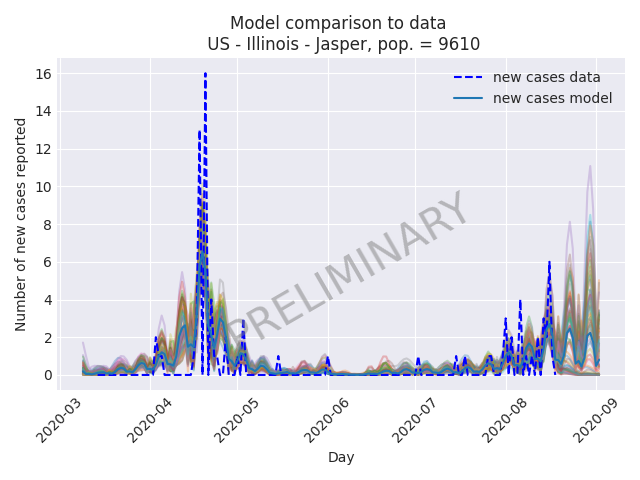 Model comparison to data
US - Illinois - Jasper, pop. = 9610
new cases data
new cases model
PRELIMINARY
Number of new cases reported
16
14
12
10
8
6
4
2
0
2020-03
2020-04
2020-05
2020-06
2020-07
2020-08
2020-09
Day